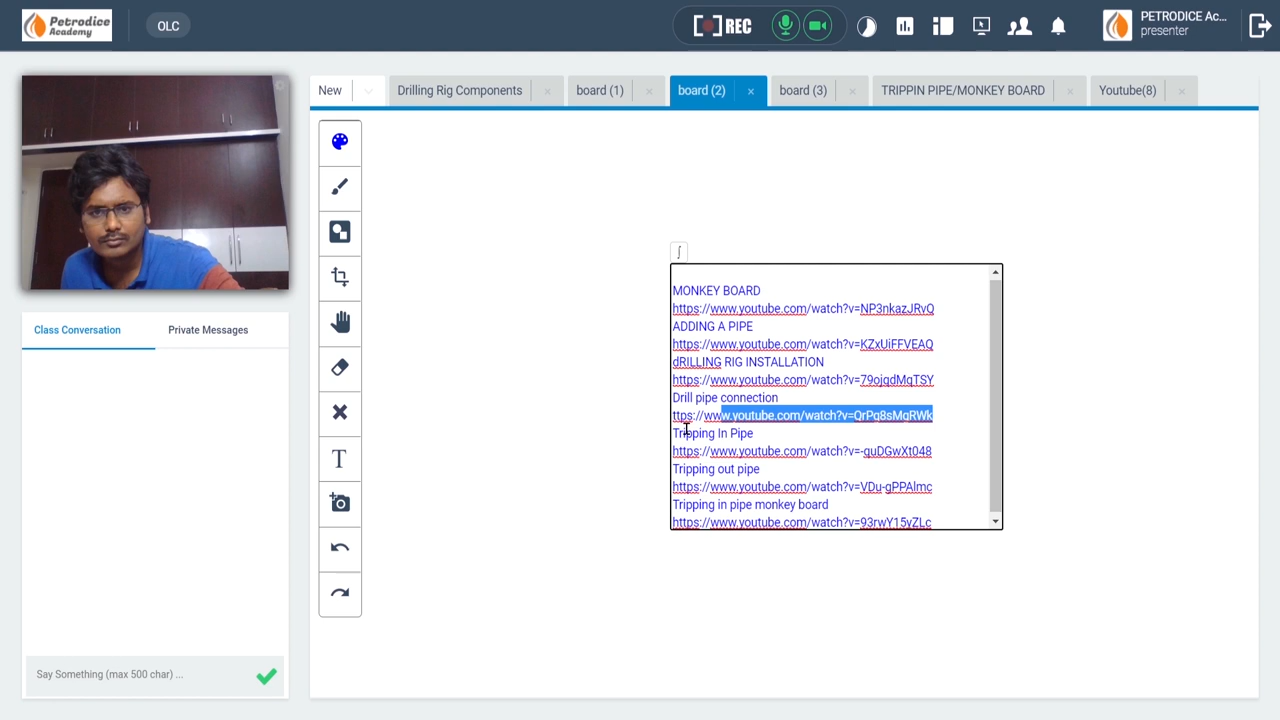 Petrodice
Academy
OLC
REC
PETRODICE Ac...
presenter
New
Drilling Rig Components
board (1)
board (2)
board (3)
TRIPPIN PIPE/MONKEY BOARD
Youtube(8)
MONKEY BOARD
https://www.youtube.com/watch?v=NP3nkazJRvQ
ADDING A PIPE
https://www.youtube.com/watch?v=KZxUiFFVEAQ
dRILLING RIG INSTALLATION
https://www.youtube.com/watch?v=79ojqdMqTSY
Drill pipe connection
ttps://www.youtube.com/watch?v=QrPq8sMgRWk
Tripping In Pipe
https://www.youtube.com/watch?v=-quDGwXt048
Tripping out pipe
https://www.youtube.com/watch?v=VDu-gPPAlmc
Tripping in pipe monkey board
https://www.youtube.com/watch?v=93rwY15yZLc
Class Conversation
Private Messages
Say Something (max 500 char) ...
T